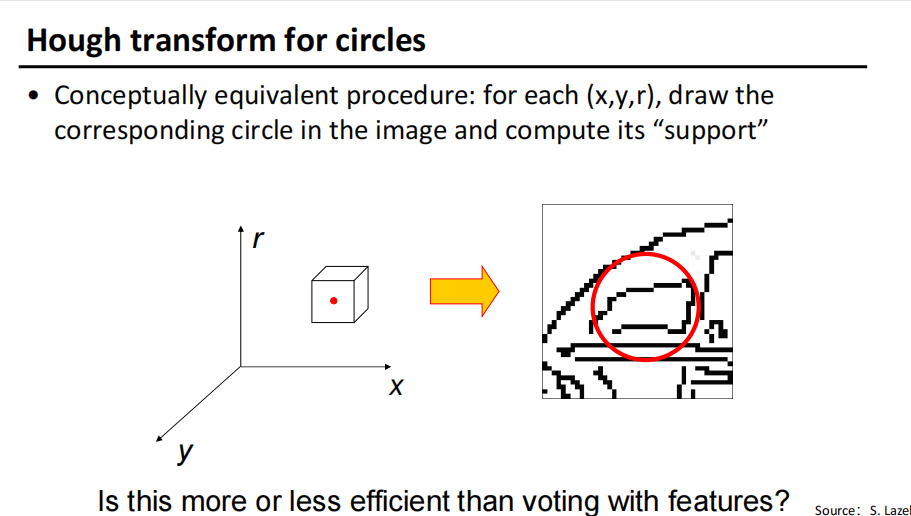 Hough transform for circles
• Conceptually equivalent procedure: for each (x,y,r), draw the
corresponding circle in the image and compute its “support”
r
x
y
Is this more or less efficient than voting with features?
Source: S. Lazel